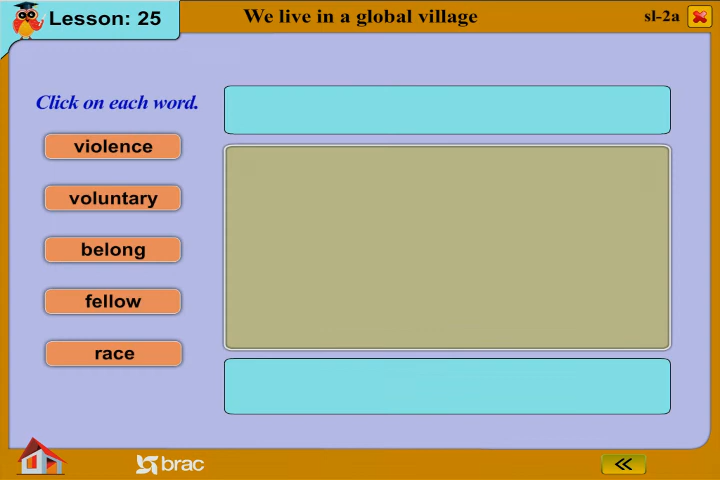 Lesson: 25
We live in a global village
sl-2a
Click on each word.
violence
voluntary
belong
fellow
race
brac